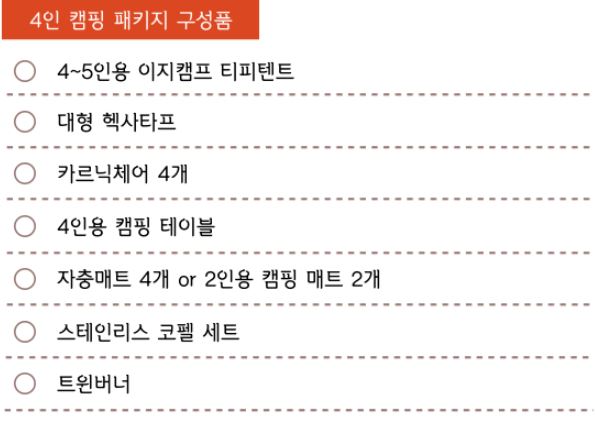 4인 캠핑 패키지 구성품
4~5인용 이지캠프 티피텐트
대형 헥사타프
카르닉체어 4개
4인용 캠핑 테이블
자충매트 4개 or 2인용 캠핑 매트 2개
스테인리스 코펠 세트
트윈버너